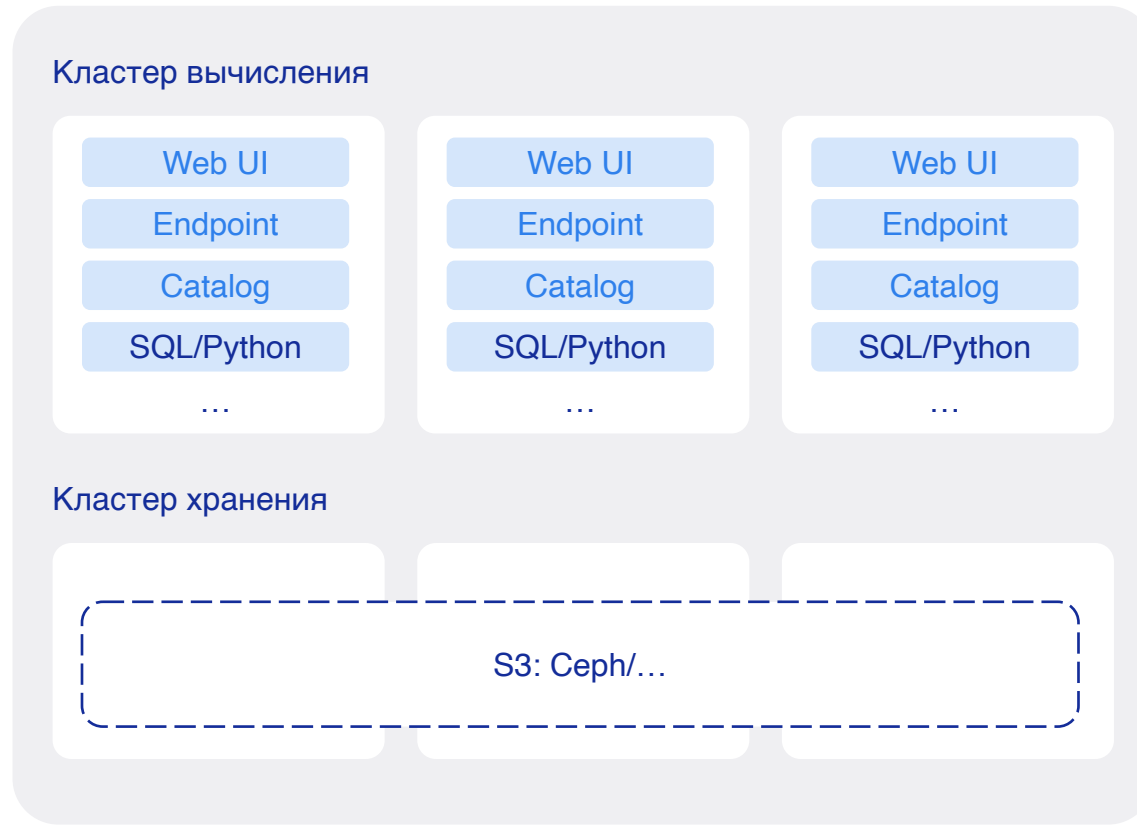 Кластер вычисления
Web UI
Endpoint
Catalog
SQL/Python
…
Web UI
Endpoint
Catalog
SQL/Python
…
Web UI
Endpoint
Catalog
SQL/Python
…
Кластер хранения
S3: Ceph/…